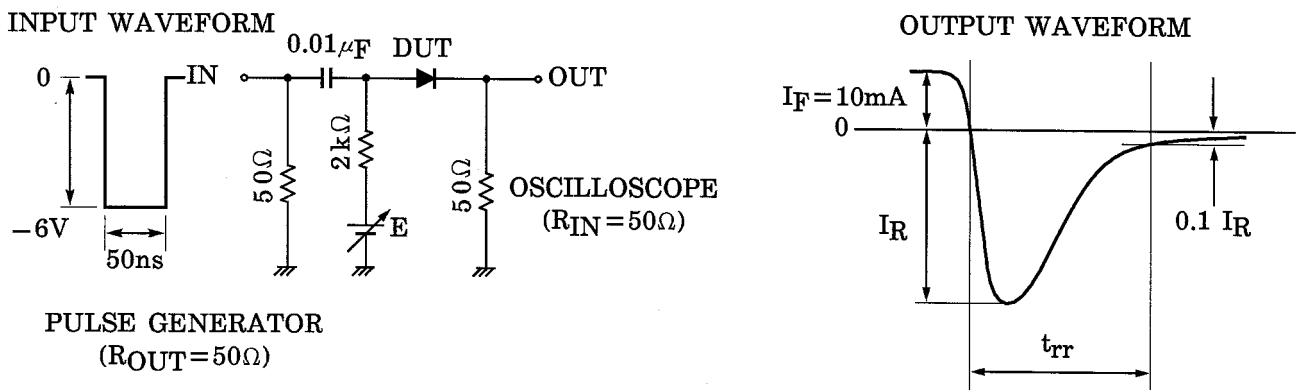 INPUT WAVEFORM
0
IN
-6V
50ns
PULSE GENERATOR
(ROUT=50Ω)
0.01μF
DUT
50Ω
2kΩ
E
50Ω
OUT
OSCILLOSCOPE
(RIN=50Ω)
OUTPUT WAVEFORM
IF=10mA
0
IR
0.1 IR
trr